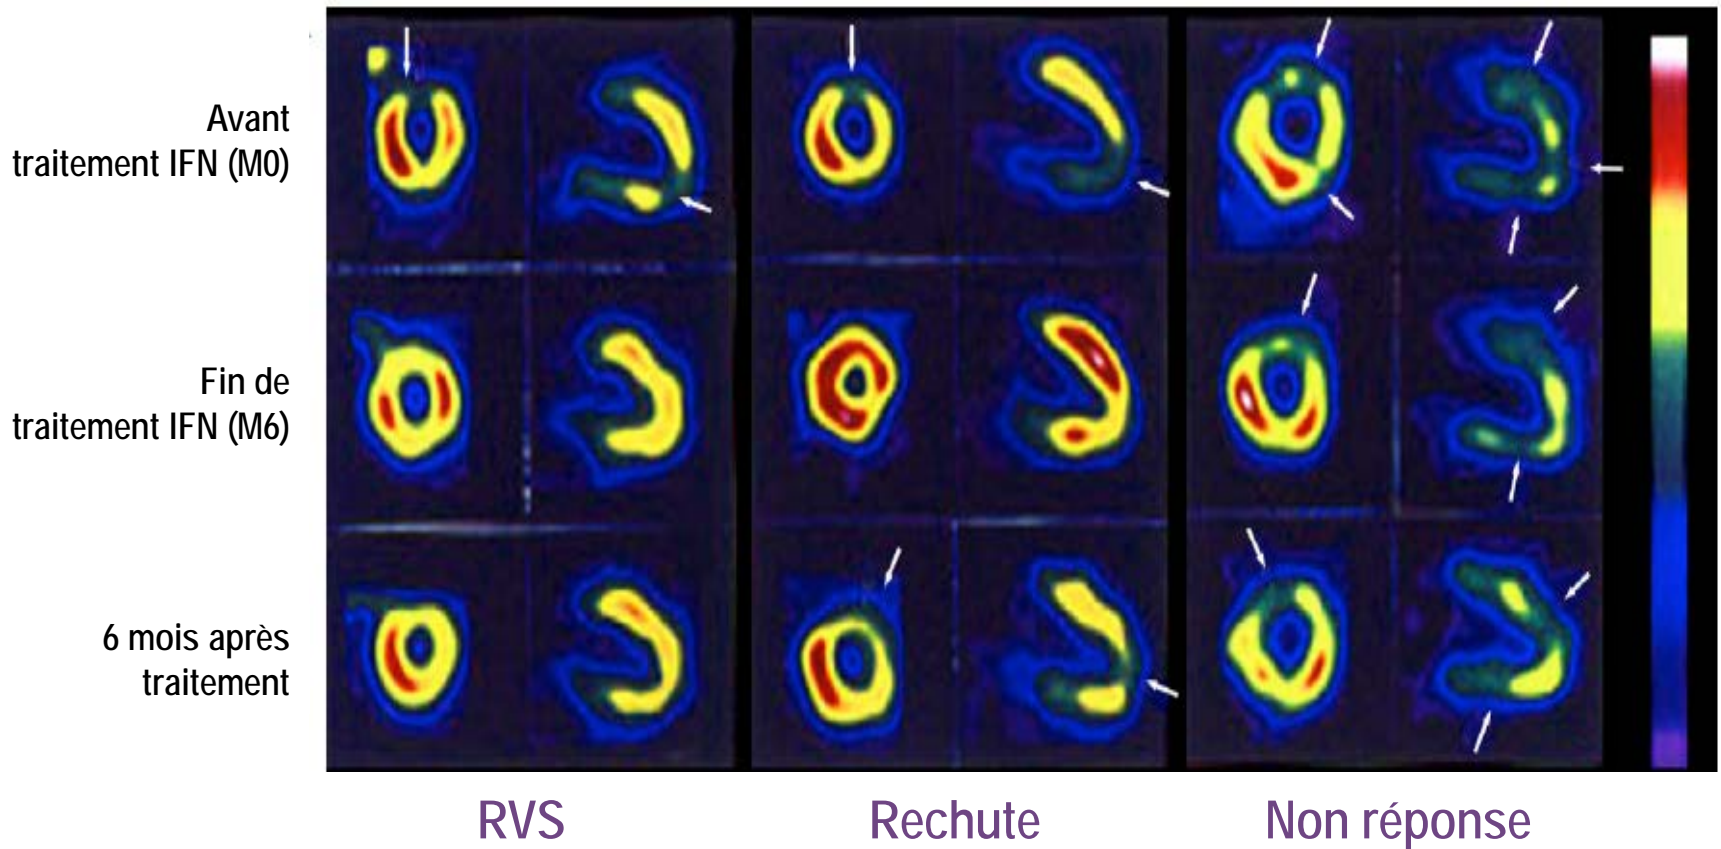 Avant
traitement IFN (M0)
Fin de
traitement IFN (M6)
6 mois après
traitement
RVS
Rechute
Non réponse